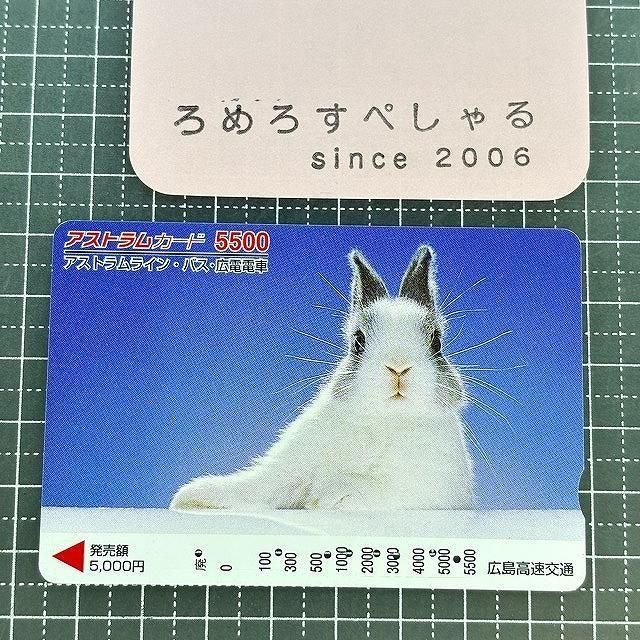 ろめろすぺしゃる
since 2006
アストラムカード 5500
アストラムライン・バス・広電電車
発売額
5,000円
廃 0 100 300 500 1000 2000 3000 4000 5000 5500
広島高速交通